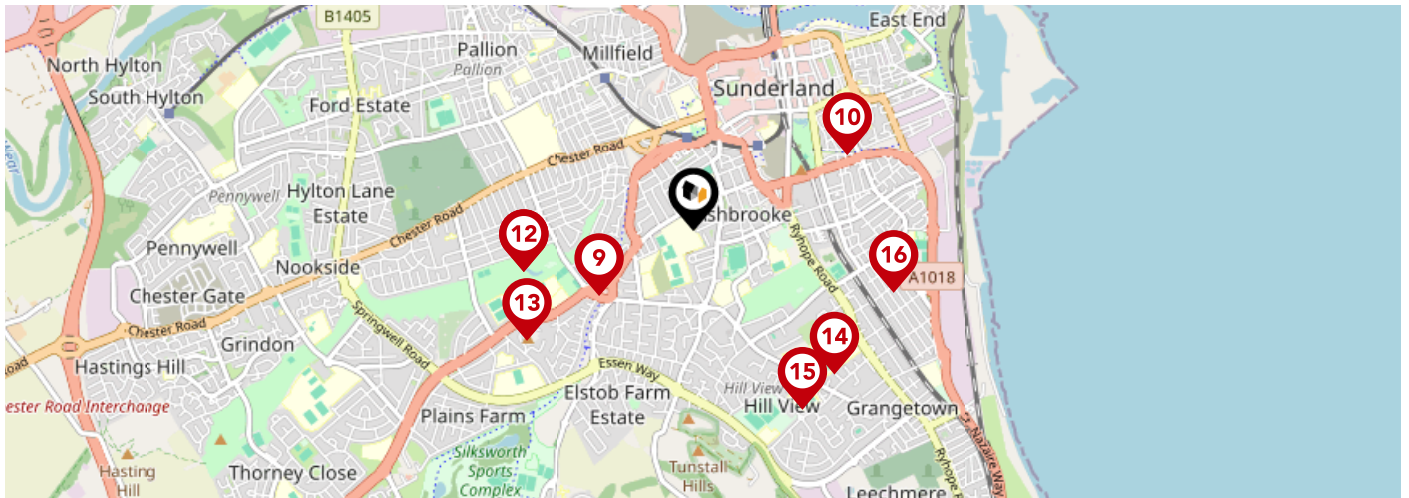 B1405
East End
Pallion
Pallion
Millfield
North Hylton
South Hylton
Ford Estate
Sunderland
10
Chester Road
Near
Pennywell
Hylton Lane
Estate
Chester Road
shbrooke
12
9
16
Ryhope Road
Pennywell
Nookside
A1018
13
Chester Gate
Chester Road
Springwell Road
14
Grindon
Hastings Hill
oad
15
Essen Way
Hill View
Hill View
Elstob Farm
Estate
Grangetown
ester Road Interchange
Plains Farm
Nazaire Way
Silksworth
Sports
Complex
Hasting
Hill
Thorney Close
Tunstall
Hills
Ryhope R
Leechmere